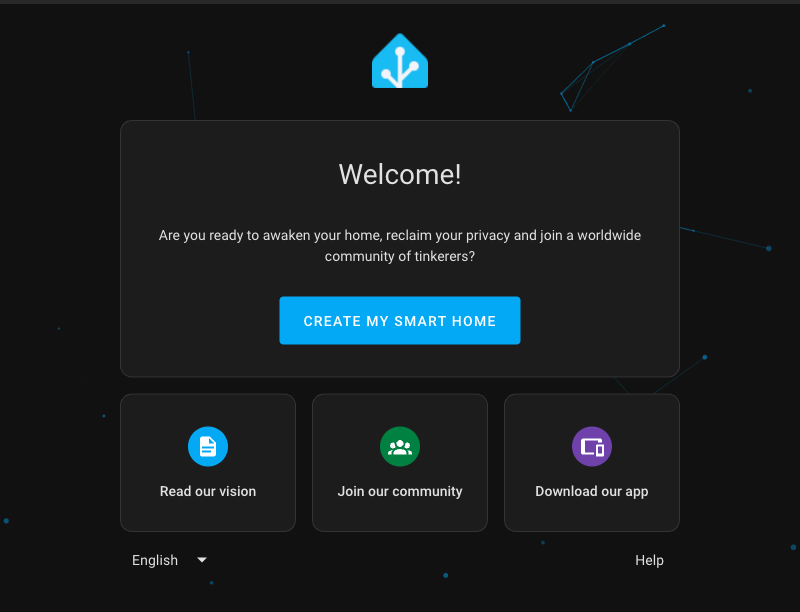 Welcome!
Are you ready to awaken your home, reclaim your privacy and join a worldwide
community of tinkerers?
CREATE MY SMART HOME
Read our vision
Join our community
Download our app
English
Help